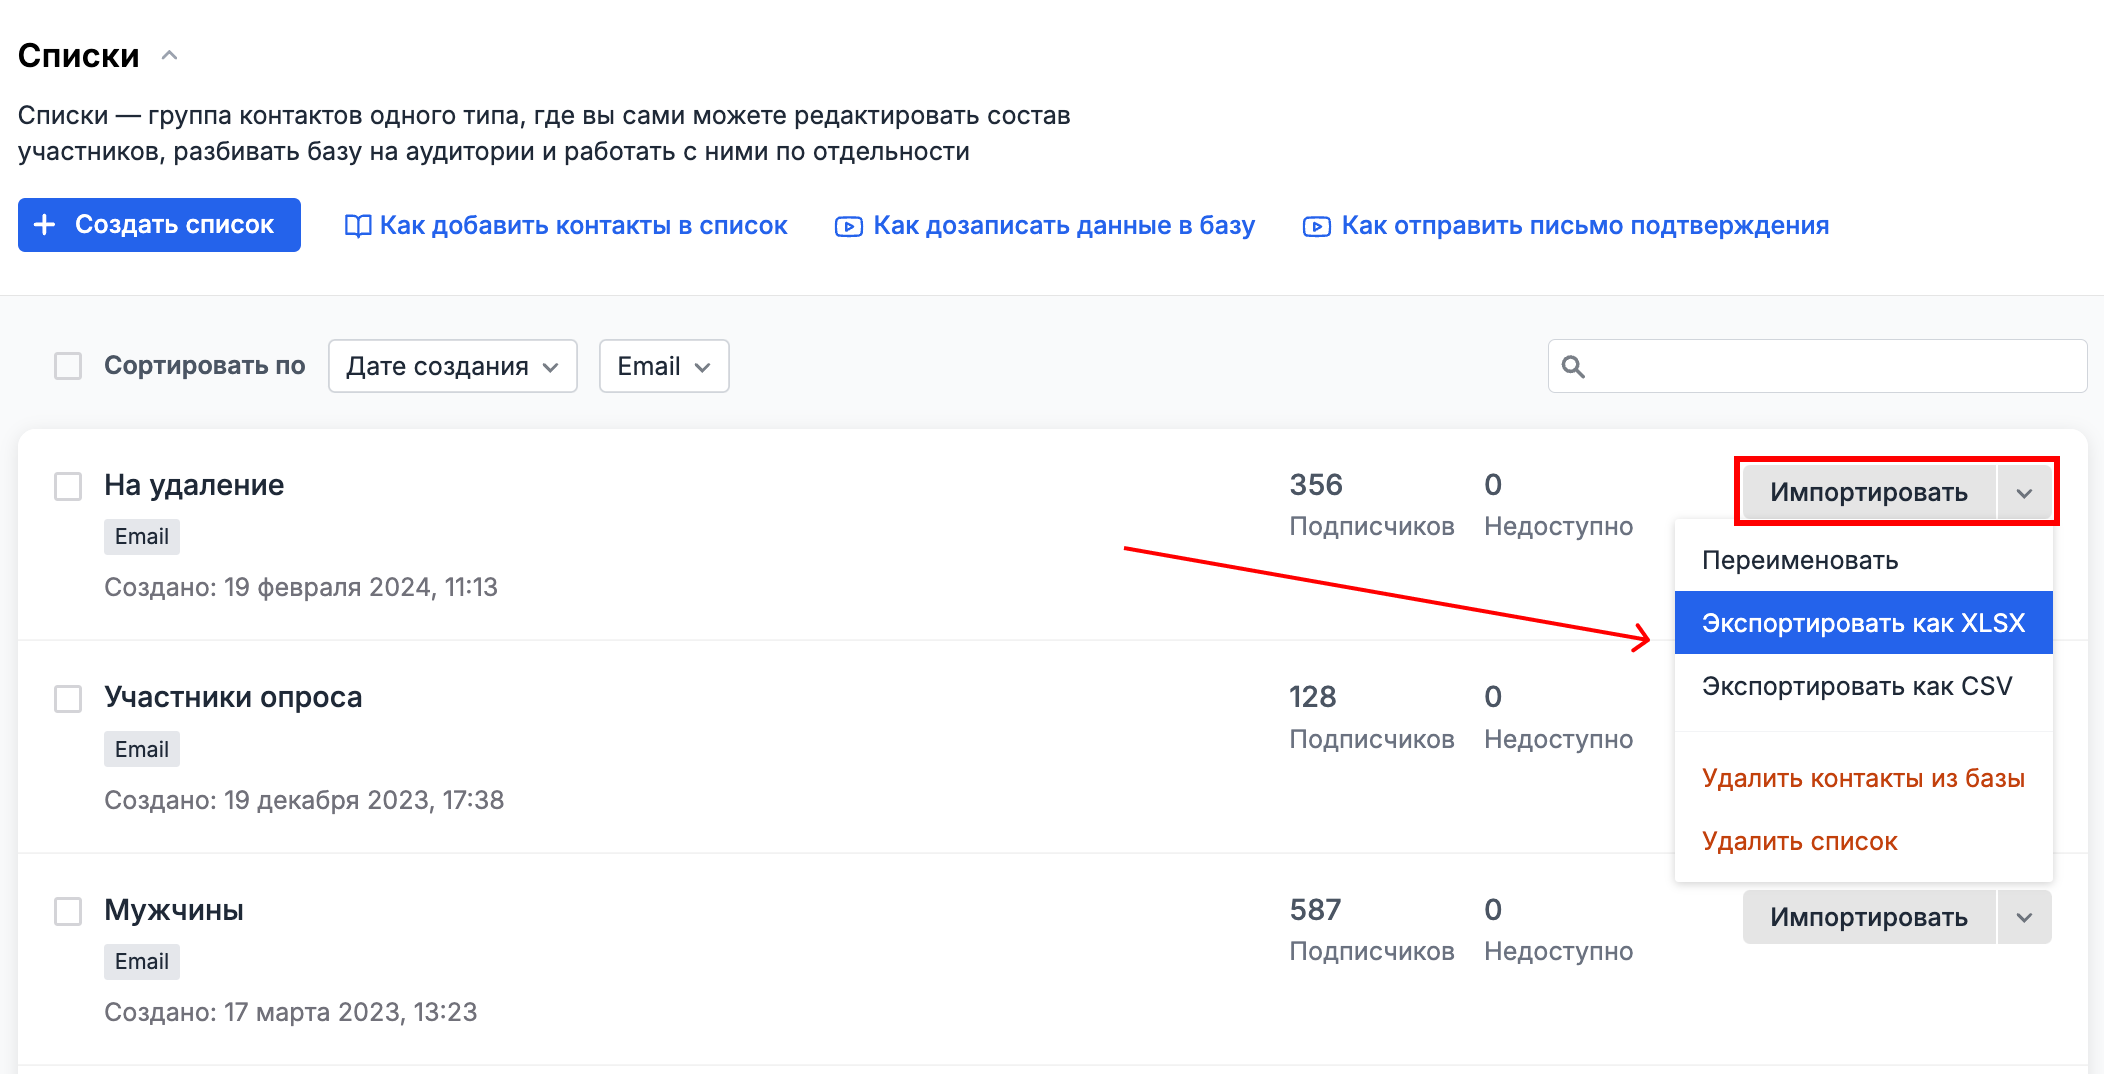 Списки
Списки — группа контактов одного типа, где вы сами можете редактировать состав
участников, разбивать базу на аудитории и работать с ними по отдельности
Создать список
Как добавить контакты в список
Как дозаписать данные в базу
Как отправить письмо подтверждения
Сортировать по
Дате создания
Email
На удаление
Email
Создано: 19 февраля 2024, 11:13
356
Подписчиков
0
Недоступно
Импортировать
Переименовать
Экспортировать как XLSX
Экспортировать как CSV
Удалить контакты из базы
Удалить список
Участники опроса
Email
Создано: 19 декабря 2023, 17:38
128
Подписчиков
0
Недоступно
Мужчины
Email
Создано: 17 марта 2023, 13:23
587
Подписчиков
0
Недоступно
Импортировать